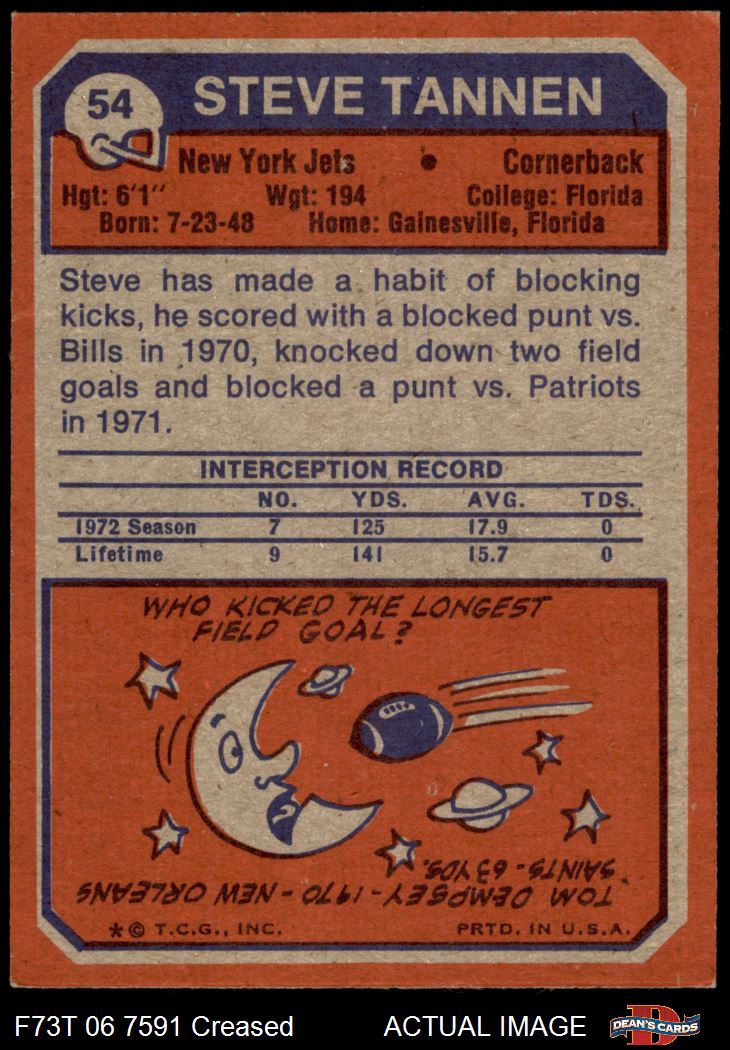 54
STEVE TANNEN
New York Jets • Cornerback
Hgt: 6'1" Wgt: 194 College: Florida
Born: 7-23-48 Home: Gainesville, Florida
Steve has made a habit of blocking
kicks, he scored with a blocked punt vs.
Bills in 1970, knocked down two field
goals and blocked a punt vs. Patriots
in 1971.
INTERCEPTION RECORD
NO. YDS. AVG. TDS.
1972 Season 7 125 17.9 0
Lifetime 9 141 15.7 0
WHO KICKED THE LONGEST
FIELD GOAL?
TOM DEMPSEY - 1970 - NEW ORLEANS
SAINTS - 63 YDS.
*© T.C.G., INC. PRTD. IN U.S.A.
F73T 06 7591 Creased ACTUAL IMAGE
D
DEAN'S CARDS